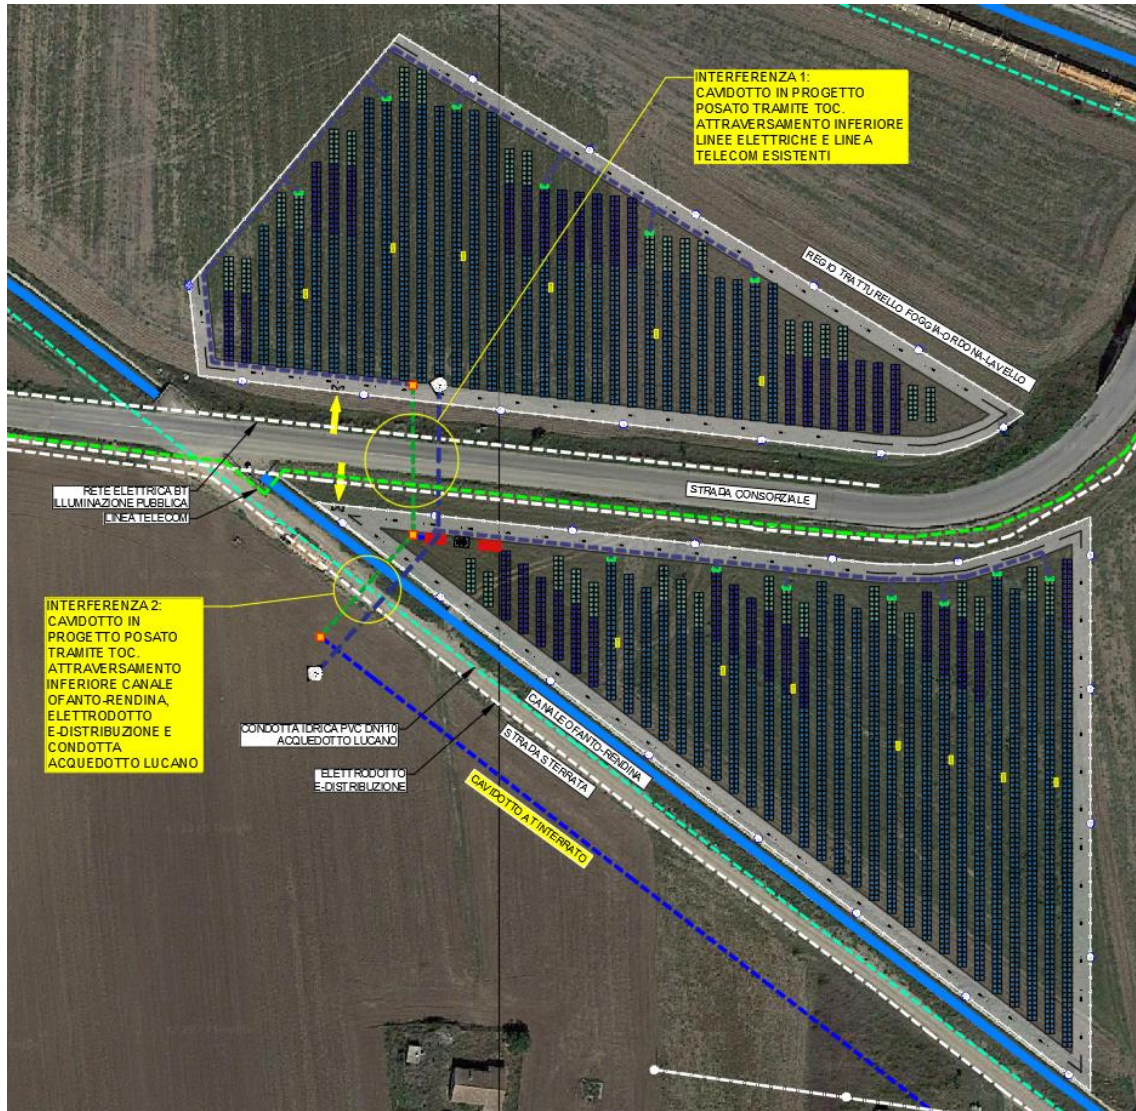 INTERFERENZA 1:
CAVIDOTTO IN PROGETTO
POSATO TRAMITE TOC.
ATTRAVERSAMENTO INFERIORE
LINEE ELETTRICHE E LINEA
TELECOM ESISTENTI
REGIO TRATTURELLO FOGGIA-ORDONA-LAVELLO
RETE ELETTRICA BT
ILLUMINAZIONE PUBBLICA
LINEA TELECOM
STRADA CONSORZIALE
INTERFERENZA 2:
CAVIDOTTO IN
PROGETTO POSATO
TRAMITE TOC.
ATTRAVERSAMENTO
INFERIORE CANALE
OFANTO-RENDINA,
ELETTRODOTTO
E-DISTRIBUZIONE E
CONDOTTA
ACQUEDOTTO LUCANO
CONDOTTA IDRICA PVC DN110
ACQUEDOTTO LUCANO
CANALE OFANTO-RENDINA
STRADA STERRATA
ELETTRODOTTO
E-DISTRIBUZIONE
CAVIDOTTO AT INTERRATO